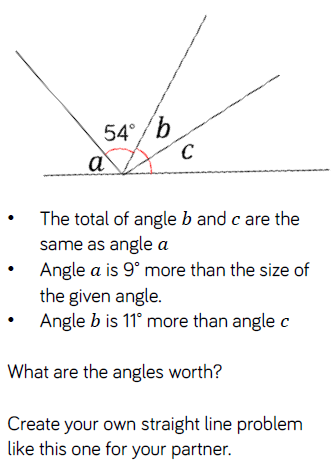 54° b
a c
• The total of angle b and c are the
same as angle a
• Angle a is 9° more than the size of
the given angle.
• Angle b is 11° more than angle c
What are the angles worth?
Create your own straight line problem
like this one for your partner.